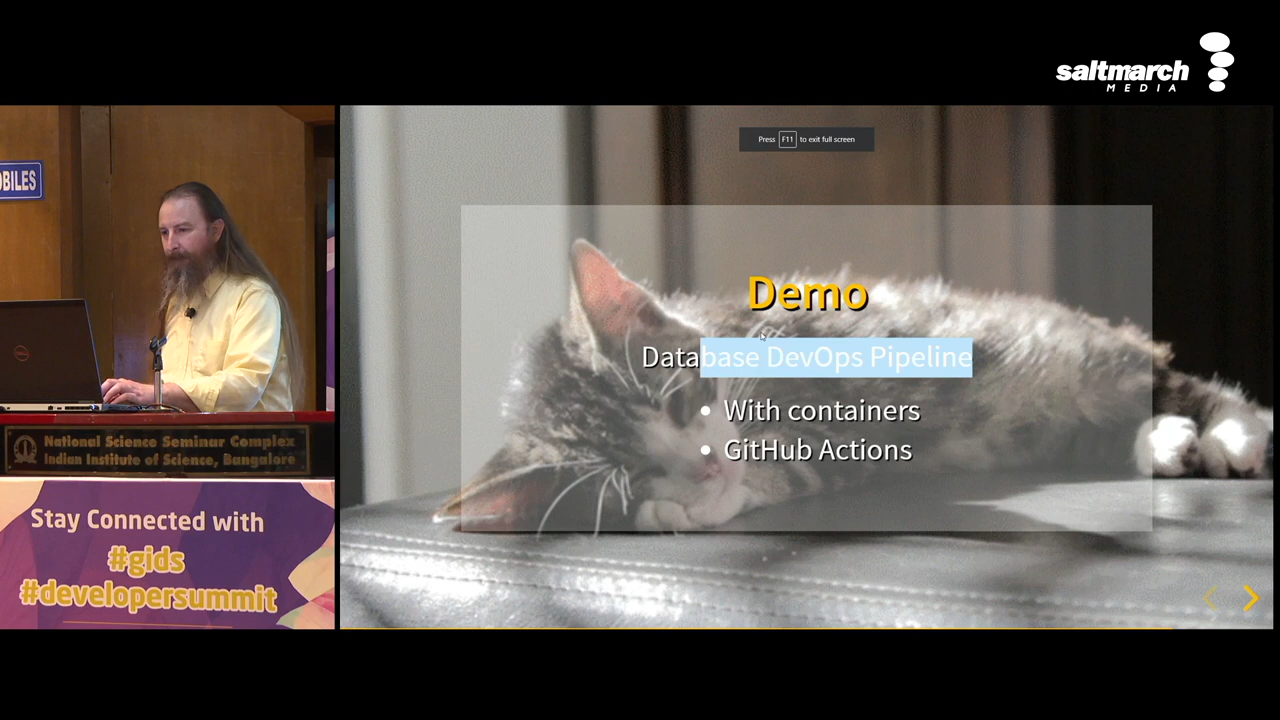 saltmarch
MEDIA
OBILES
Press F11 to exit full screen
Demo
Database DevOps Pipeline
• With containers
• GitHub Actions
National Science Seminar Complex
Indian Institute of Science, Bangalore
Stay Connected with
#gids
#developersummit